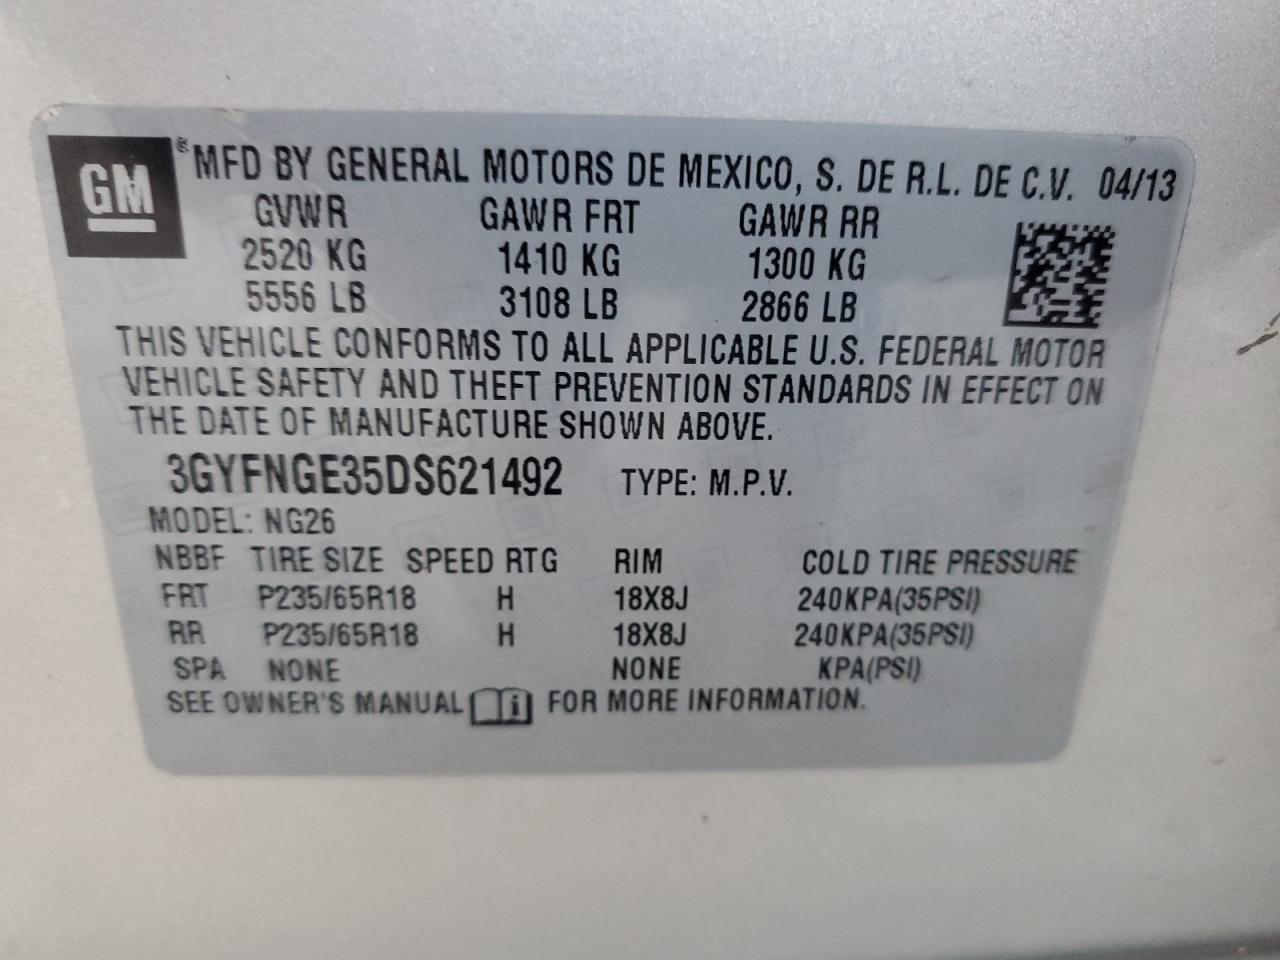 GM
® MFD BY GENERAL MOTORS DE MEXICO, S. DE R.L. DE C.V. 04/13
GVWR GAWR FRT GAWR RR
2520 KG 1410 KG 1300 KG
5556 LB 3108 LB 2866 LB
THIS VEHICLE CONFORMS TO ALL APPLICABLE U.S. FEDERAL MOTOR
VEHICLE SAFETY AND THEFT PREVENTION STANDARDS IN EFFECT ON
THE DATE OF MANUFACTURE SHOWN ABOVE.
3GYFNGE35DS621492 TYPE: M.P.V.
MODEL: NG26
NBBF TIRE SIZE SPEED RTG RIM COLD TIRE PRESSURE
FRT P235/65R18 H 18X8J 240KPA(35PSI)
RR P235/65R18 H 18X8J 240KPA(35PSI)
SPA NONE NONE KPA(PSI)
SEE OWNER'S MANUAL i FOR MORE INFORMATION.